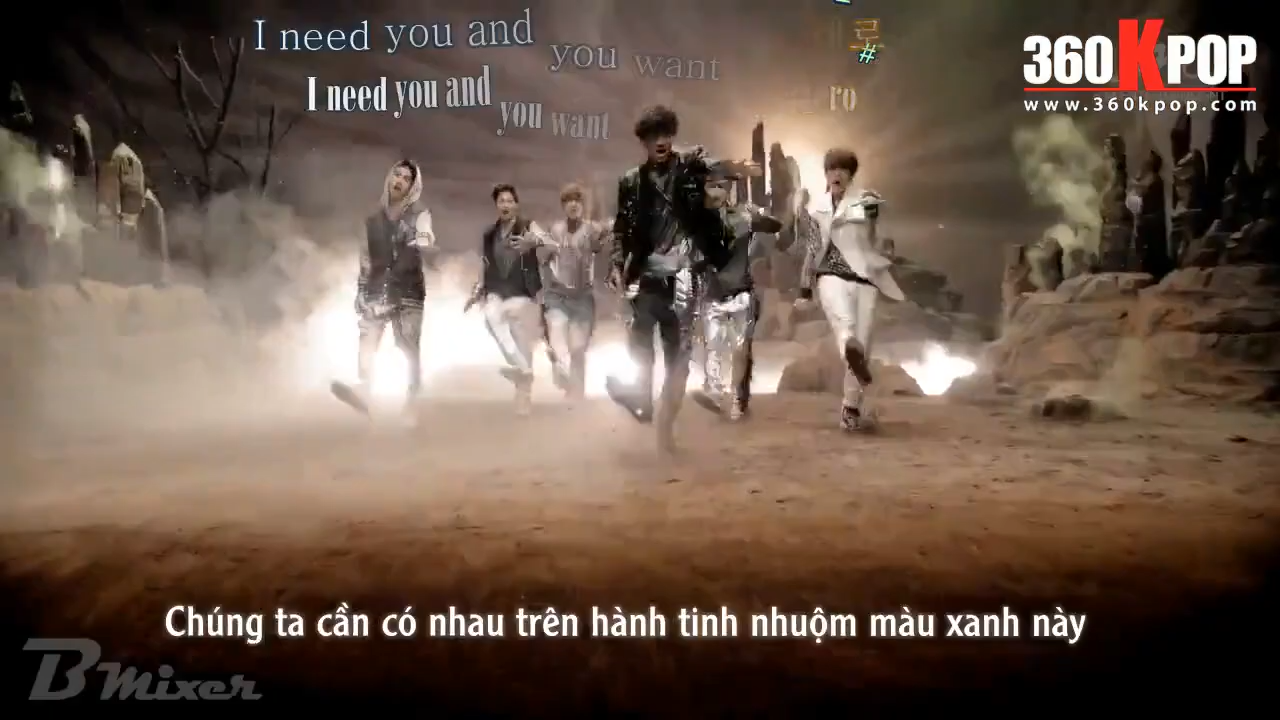 I need you and you want
I need you and you want
ro
360KPOP
www.360kpop.com
Chúng ta cần có nhau trên hành tinh nhuộm màu xanh này
BMixer